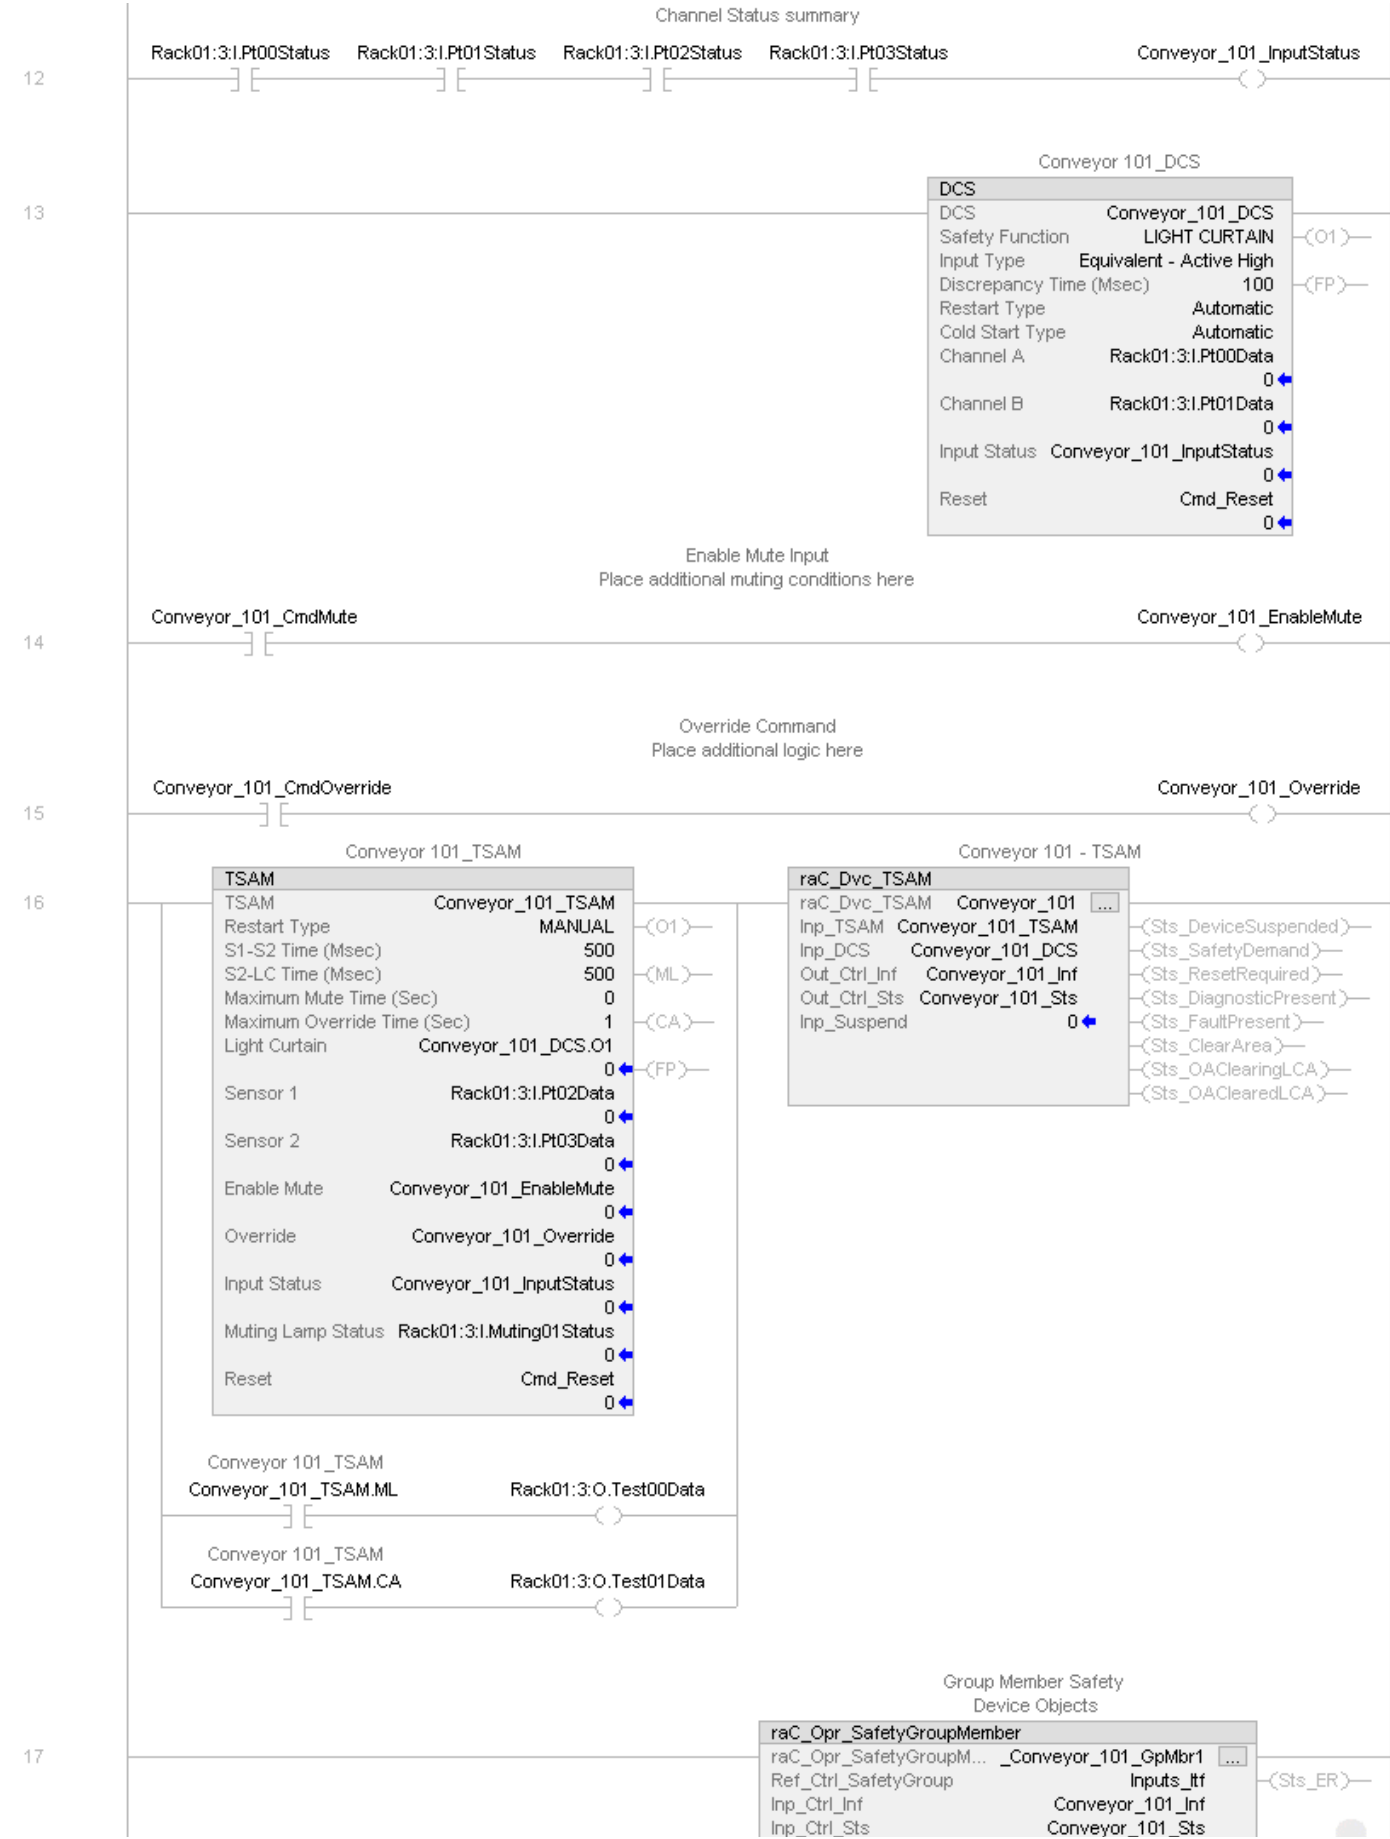 Channel Status summary
Rack01:3:I.Pt00Status Rack01:3:I.Pt01Status Rack01:3:I.Pt02Status Rack01:3:I.Pt03Status Conveyor_101_InputStatus
12
Conveyor 101_DCS
DCS
13
DCS Conveyor_101_DCS
Safety Function LIGHT CURTAIN (O1)
Input Type Equivalent - Active High
Discrepancy Time (Msec) 100 (FP)
Restart Type Automatic
Cold Start Type Automatic
Channel A Rack01:3:I.Pt00Data
0
Channel B Rack01:3:I.Pt01Data
0
Input Status Conveyor_101_InputStatus
0
Reset Cmd_Reset
0
Enable Mute Input
Place additional muting conditions here
Conveyor_101_CmdMute Conveyor_101_EnableMute
14
Override Command
Place additional logic here
Conveyor_101_CmdOverride Conveyor_101_Override
15
Conveyor 101_TSAM
TSAM
16
TSAM Conveyor_101_TSAM
Restart Type MANUAL (O1)
S1-S2 Time (Msec) 500
S2-LC Time (Msec) 500 (ML)
Maximum Mute Time (Sec) 0
Maximum Override Time (Sec) 1 (CA)
Light Curtain Conveyor_101_DCS.O1
0 (FP)
Sensor 1 Rack01:3:I.Pt02Data
0
Sensor 2 Rack01:3:I.Pt03Data
0
Enable Mute Conveyor_101_EnableMute
0
Override Conveyor_101_Override
0
Input Status Conveyor_101_InputStatus
0
Muting Lamp Status Rack01:3:I.Muting01Status
0
Reset Cmd_Reset
0
Conveyor 101 - TSAM
raC_Dvc_TSAM
raC_Dvc_TSAM Conveyor_101 ...
Inp_TSAM Conveyor_101_TSAM (Sts_DeviceSuspended)
Inp_DCS Conveyor_101_DCS (Sts_SafetyDemand)
Out_Ctrl_Inf Conveyor_101_Inf (Sts_ResetRequired)
Out_Ctrl_Sts Conveyor_101_Sts (Sts_DiagnosticPresent)
Inp_Suspend 0 (Sts_FaultPresent)
(Sts_ClearArea)
(Sts_OAClearingLCA)
(Sts_OAClearedLCA)
Conveyor 101_TSAM
Conveyor_101_TSAM.ML Rack01:3:O.Test00Data
Conveyor 101_TSAM
Conveyor_101_TSAM.CA Rack01:3:O.Test01Data
Group Member Safety
Device Objects
raC_Opr_SafetyGroupMember
17
raC_Opr_SafetyGroupM... _Conveyor_101_GpMbr1 ...
Ref_Ctrl_SafetyGroup Inputs_Itf (Sts_ER)
Inp_Ctrl_Inf Conveyor_101_Inf
Inp_Ctrl_Sts Conveyor_101_Sts